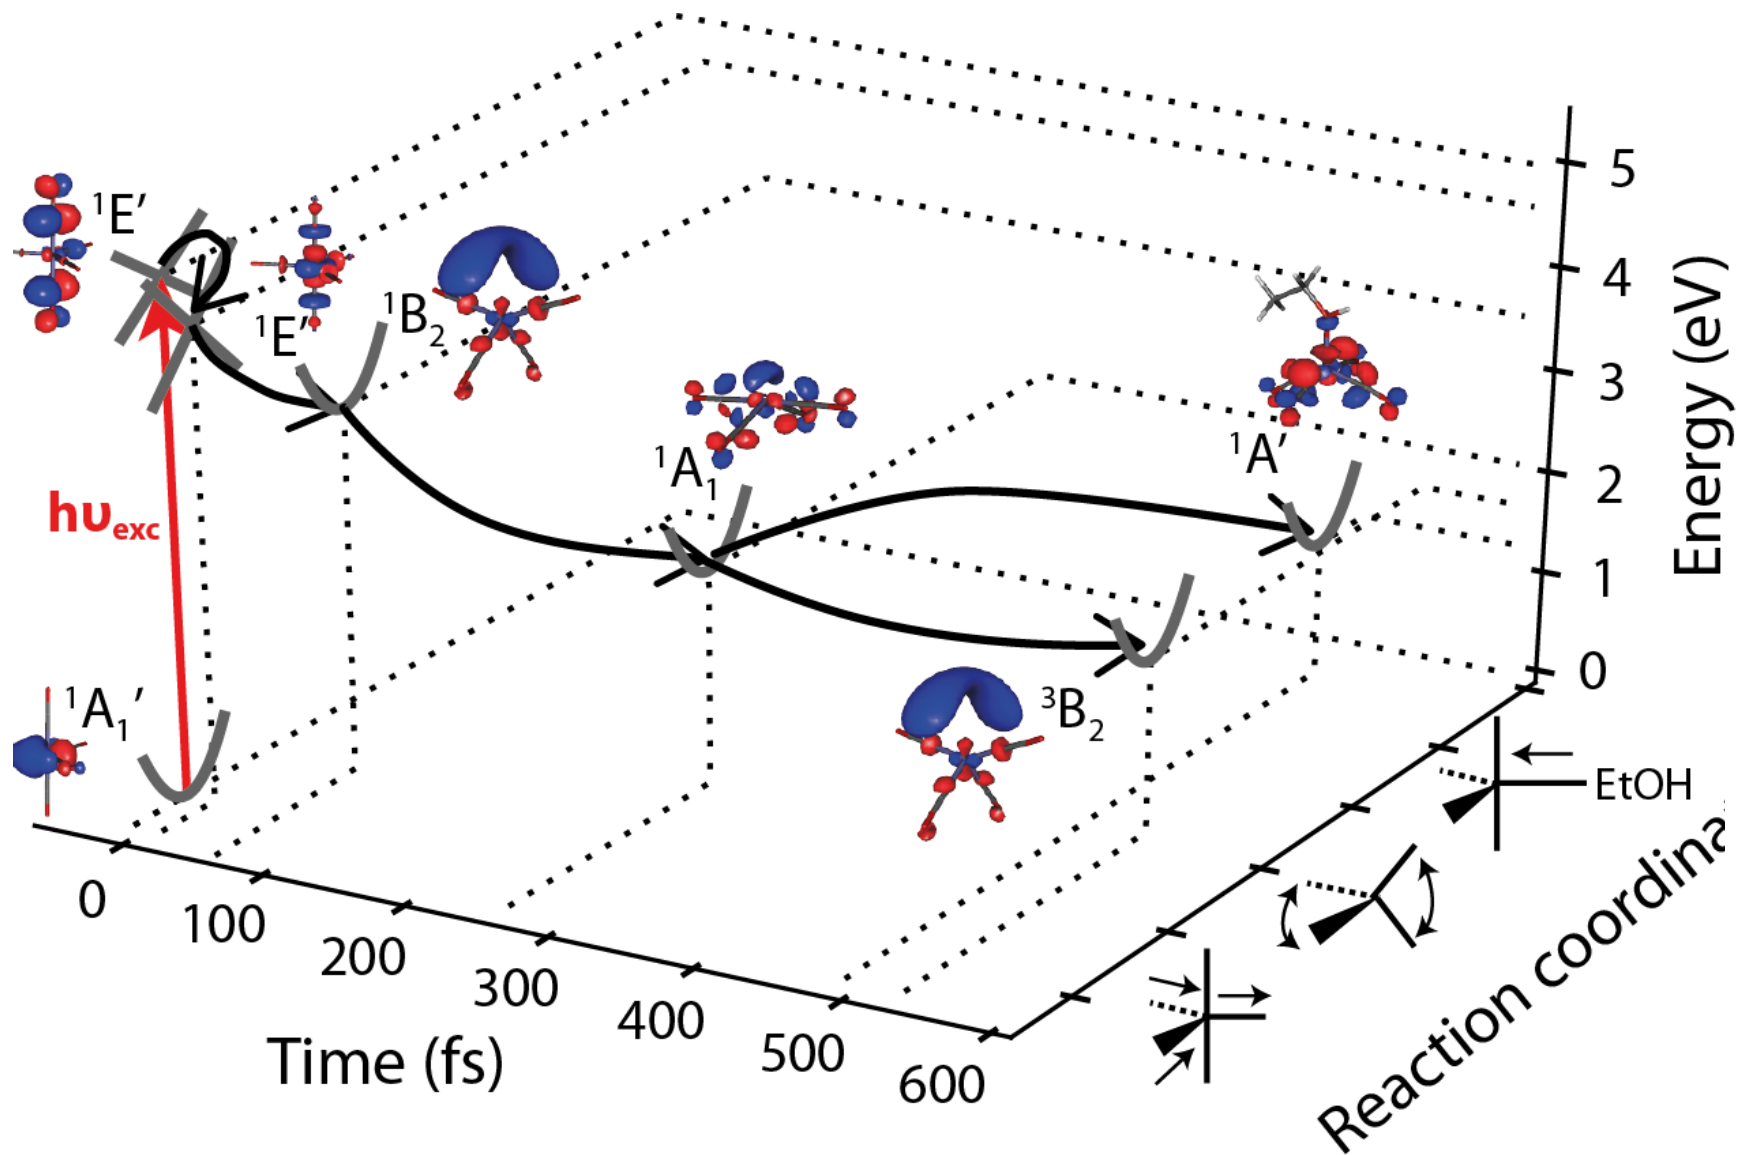 ¹E′
¹E′
¹B₂
¹A₁
¹A′
hυexc
¹A₁′
³B₂
5
4
3
2
1
0
Energy (eV)
0
100
200
300
400
500
600
Time (fs)
EtOH
Reaction coordina